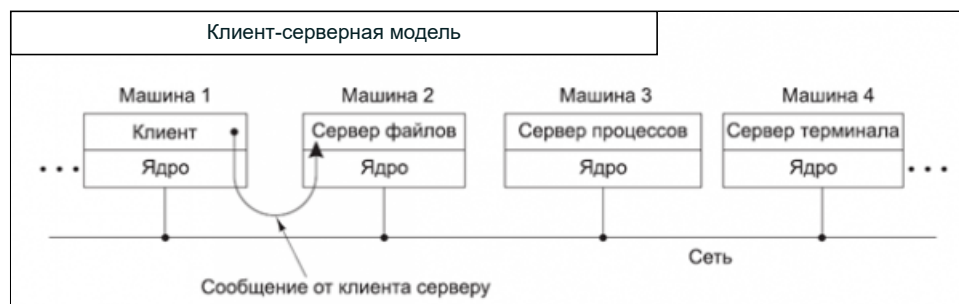 Клиент-серверная модель
Машина 1 Машина 2 Машина 3 Машина 4
Клиент Сервер файлов Сервер процессов Сервер терминала
Ядро Ядро Ядро Ядро
Сеть
Сообщение от клиента серверу